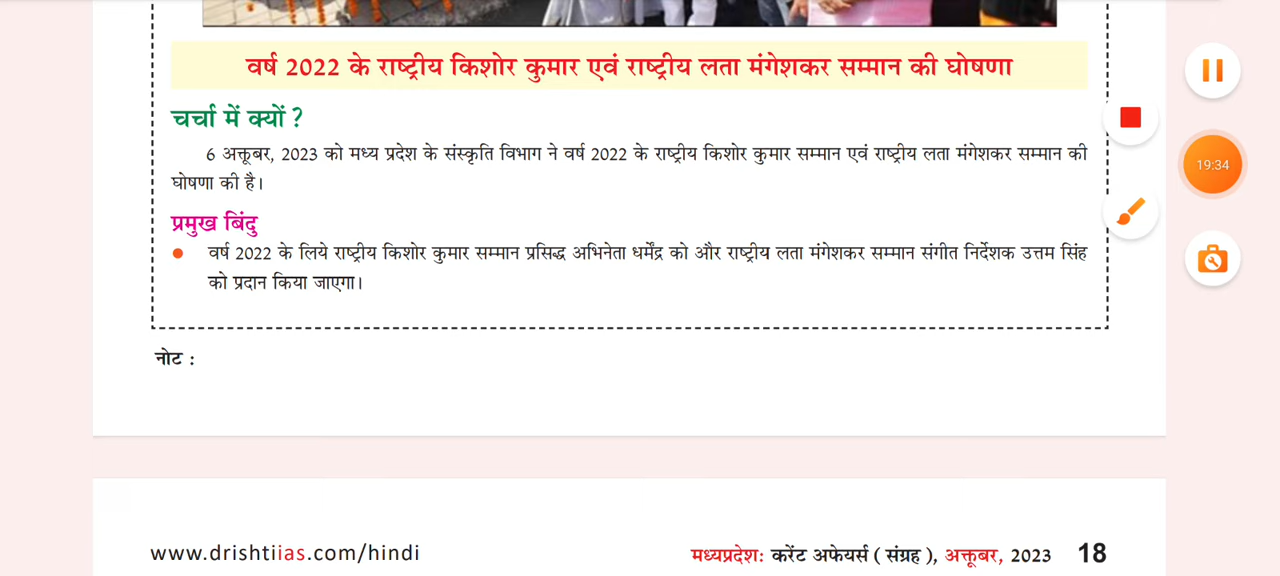 वर्ष 2022 के राष्ट्रीय किशोर कुमार एवं राष्ट्रीय लता मंगेशकर सम्मान की घोषणा
चर्चा में क्यों ?
6 अक्तूबर, 2023 को मध्य प्रदेश के संस्कृति विभाग ने वर्ष 2022 के राष्ट्रीय किशोर कुमार सम्मान एवं राष्ट्रीय लता मंगेशकर सम्मान की
घोषणा की है।
प्रमुख बिंदु
वर्ष 2022 के लिये राष्ट्रीय किशोर कुमार सम्मान प्रसिद्ध अभिनेता धर्मेंद्र को और राष्ट्रीय लता मंगेशकर सम्मान संगीत निर्देशक उत्तम सिंह
को प्रदान किया जाएगा।
नोट :
www.drishtiias.com/hindi
मध्यप्रदेश: करेंट अफेयर्स ( संग्रह ), अक्तूबर, 2023 18
19:34